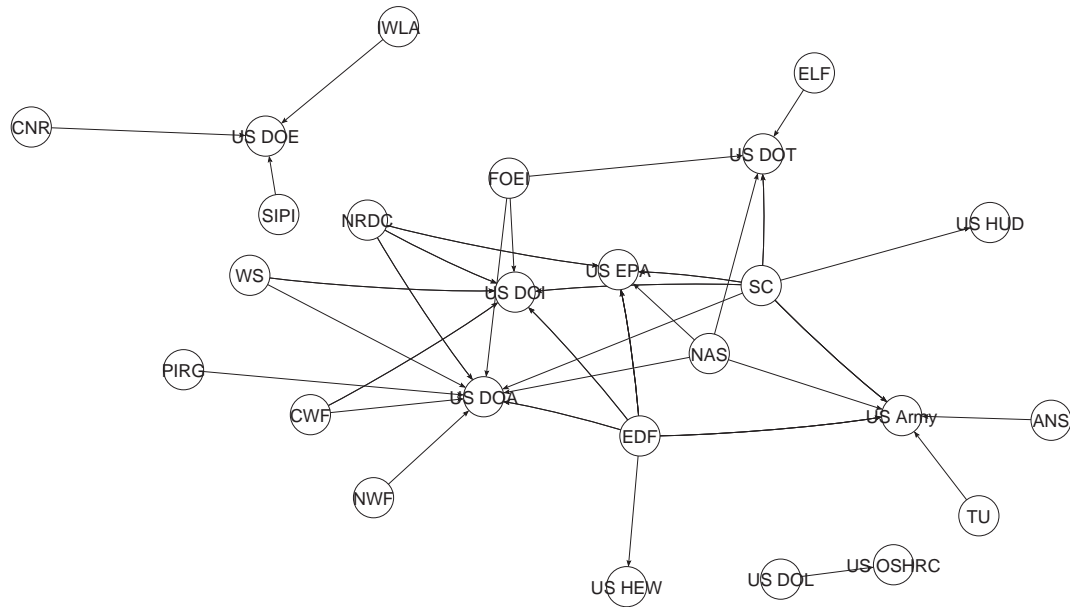 IWLA
ELF
CNR
US DOE
US DOT
FOEI
SIPI
NRDC
US HUD
WS
US EPA
US DOI
SC
NAS
PIRG
US DOA
CWF
US Army
ANS
EDF
NWF
TU
US HEW
US DOL
US OSHRC